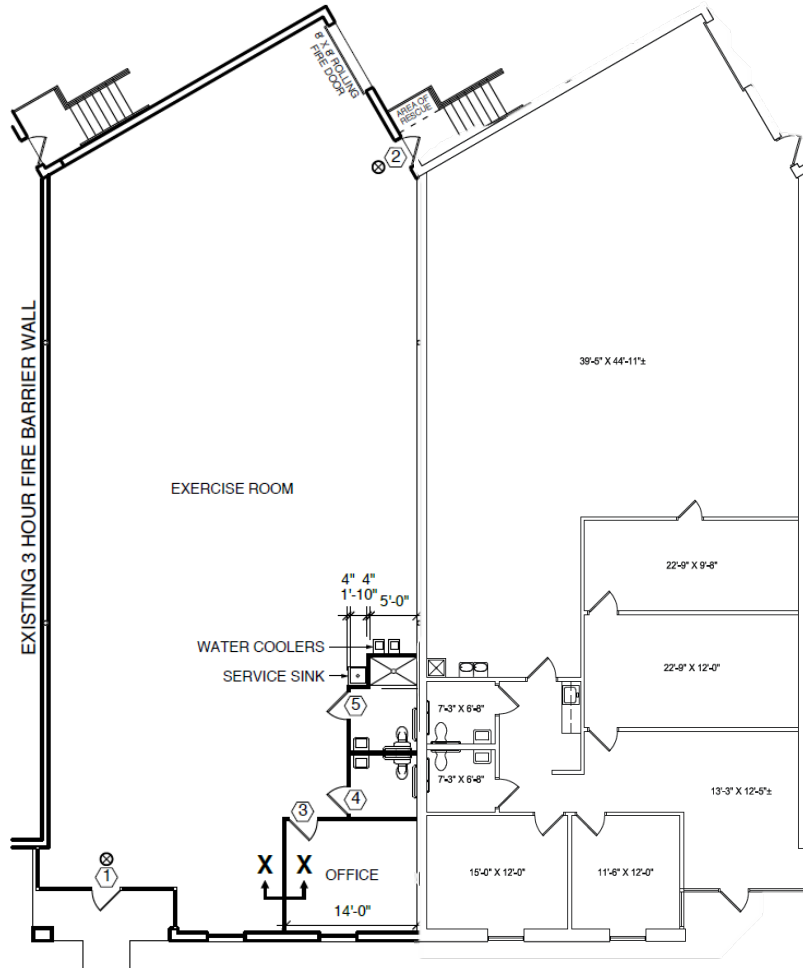 8' X 8' ROLLING
FIRE DOOR
AREA OF
RESCUE
2
EXISTING 3 HOUR FIRE BARRIER WALL
39'-5" X 44'-11"±
EXERCISE ROOM
22'-9" X 9'-8"
4" 4"
1'-10" 5'-0"
WATER COOLERS
SERVICE SINK
22'-9" X 12'-0"
5
7'-3" X 6'-8"
7'-3" X 6'-8"
13'-3" X 12'-5"±
4
3
1
X X
OFFICE
15'-0" X 12'-0"
11'-6" X 12'-0"
14'-0"